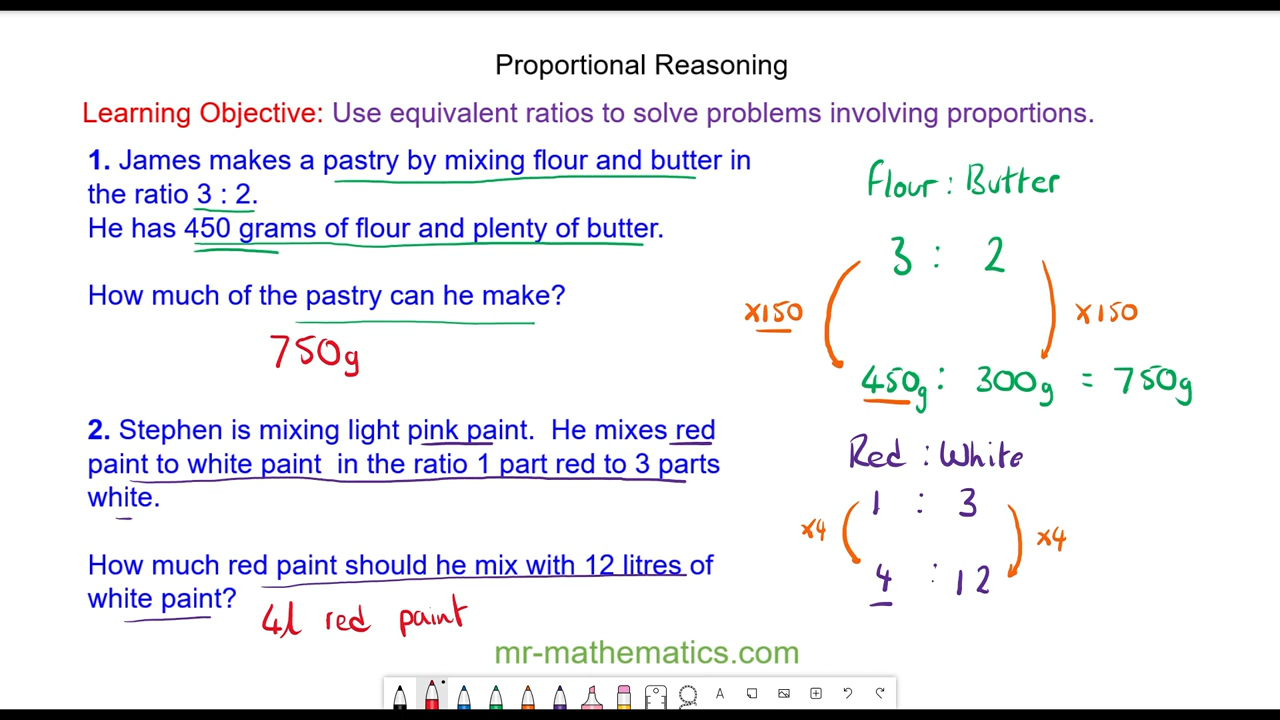 Proportional Reasoning
Learning Objective: Use equivalent ratios to solve problems involving proportions.
1. James makes a pastry by mixing flour and butter in
the ratio 3 : 2.
He has 450 grams of flour and plenty of butter.
How much of the pastry can he make?
750g
Flour : Butter
3 : 2
×150 ×150
450g : 300g = 750g
2. Stephen is mixing light pink paint. He mixes red
paint to white paint in the ratio 1 part red to 3 parts
white.
How much red paint should he mix with 12 litres of
white paint?
4l red paint
Red : White
1 : 3
×4 ×4
4 : 12
mr-mathematics.com
A